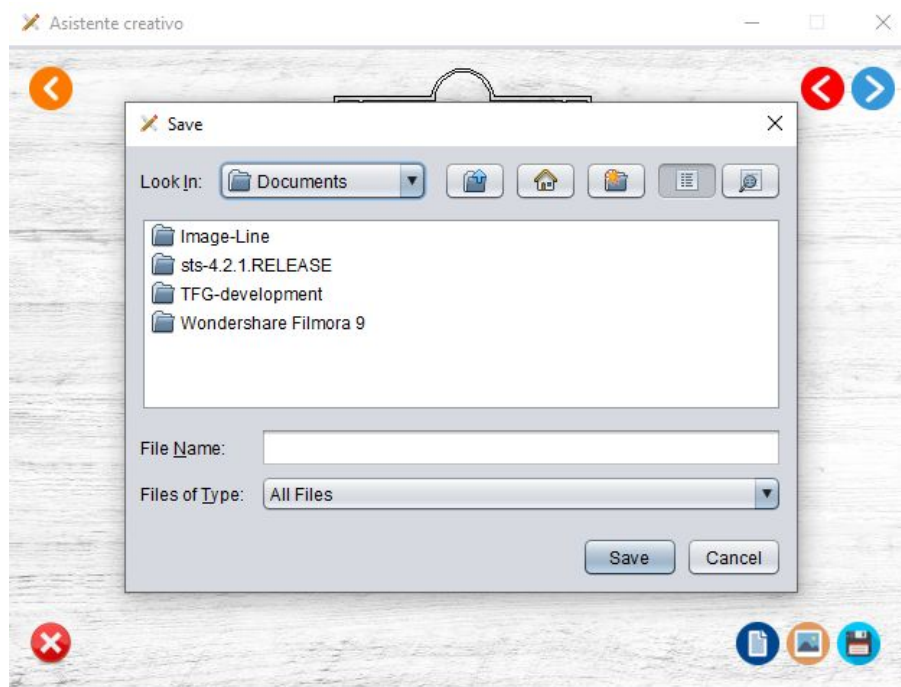 Asistente creativo
Save
Look In: Documents
Image-Line
sts-4.2.1.RELEASE
TFG-development
Wondershare Filmora 9
File Name:
Files of Type: All Files
Save Cancel